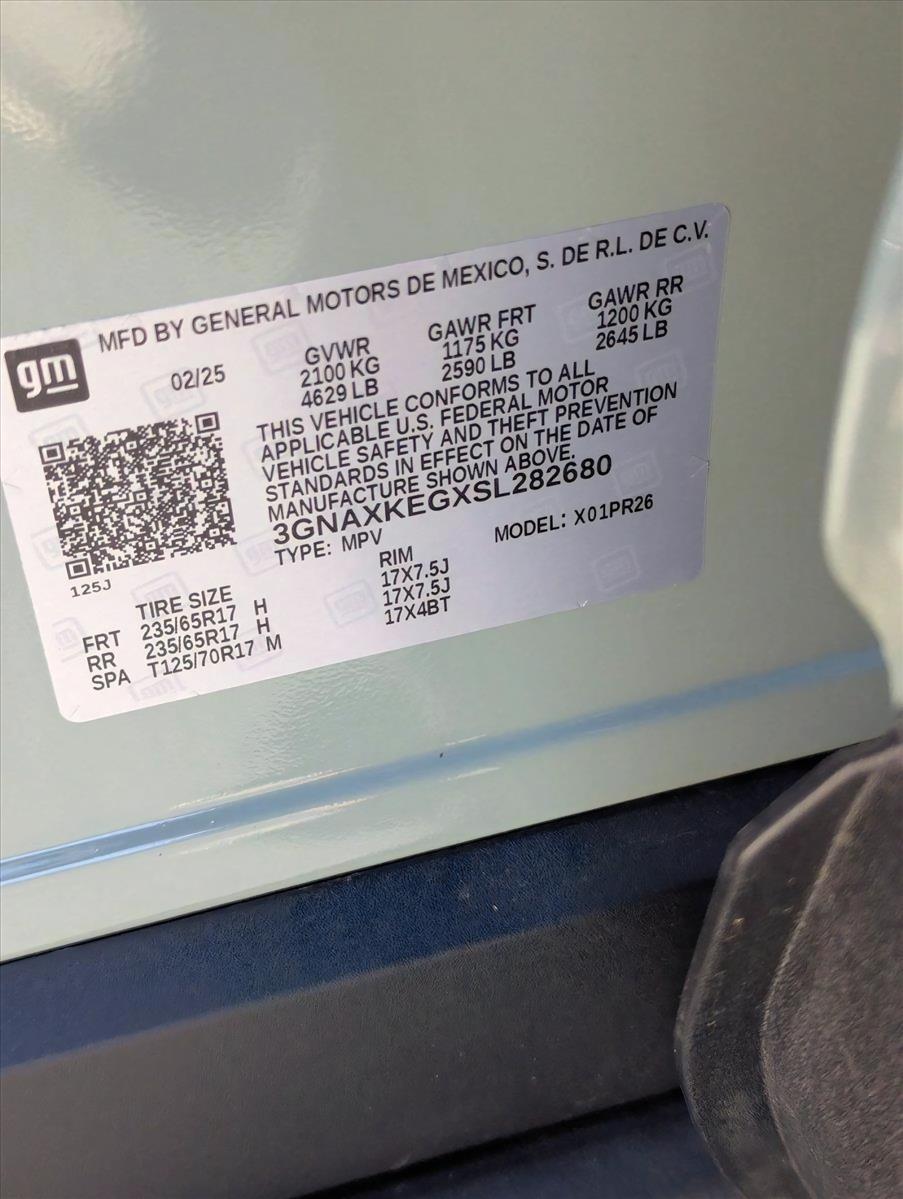 MFD BY GENERAL MOTORS DE MEXICO, S. DE R.L. DE C.V.
gm
02/25
GVWR
2100 KG
4629 LB
GAWR FRT
1175 KG
2590 LB
GAWR RR
1200 KG
2645 LB
THIS VEHICLE CONFORMS TO ALL
APPLICABLE U.S. FEDERAL MOTOR
VEHICLE SAFETY AND THEFT PREVENTION
STANDARDS IN EFFECT ON THE DATE OF
MANUFACTURE SHOWN ABOVE.
3GNAXKEGXSL282680
TYPE: MPV
MODEL: X01PR26
125J
TIRE SIZE
RIM
FRT 235/65R17 H 17X7.5J
RR 235/65R17 H 17X7.5J
SPA T125/70R17 M 17X4BT